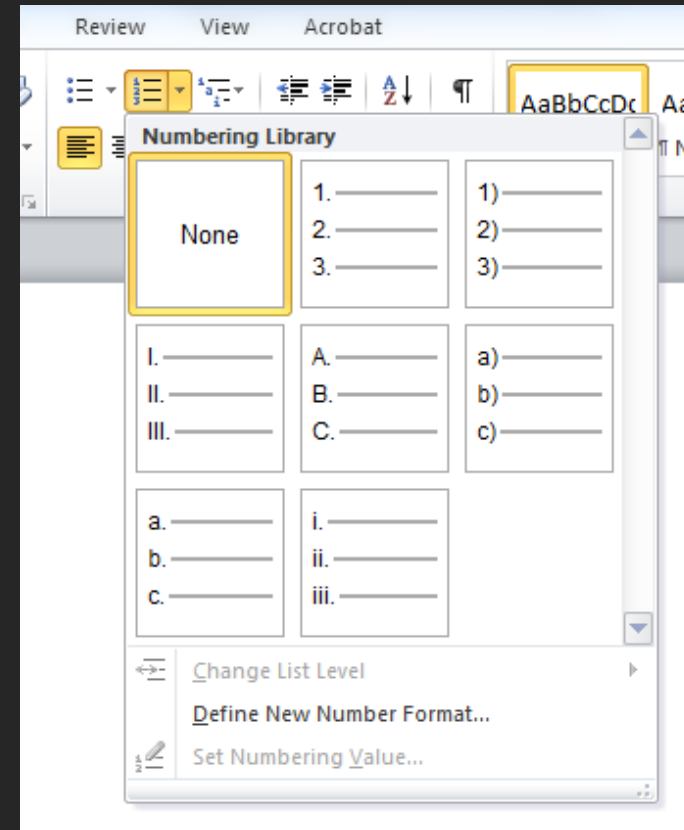 Review View Acrobat
AaBbCcDc Aa
Numbering Library
None
1.
2.
3.
1)
2)
3)
I.
II.
III.
A.
B.
C.
a)
b)
c)
a.
b.
c.
i.
ii.
iii.
Change List Level
Define New Number Format...
Set Numbering Value...